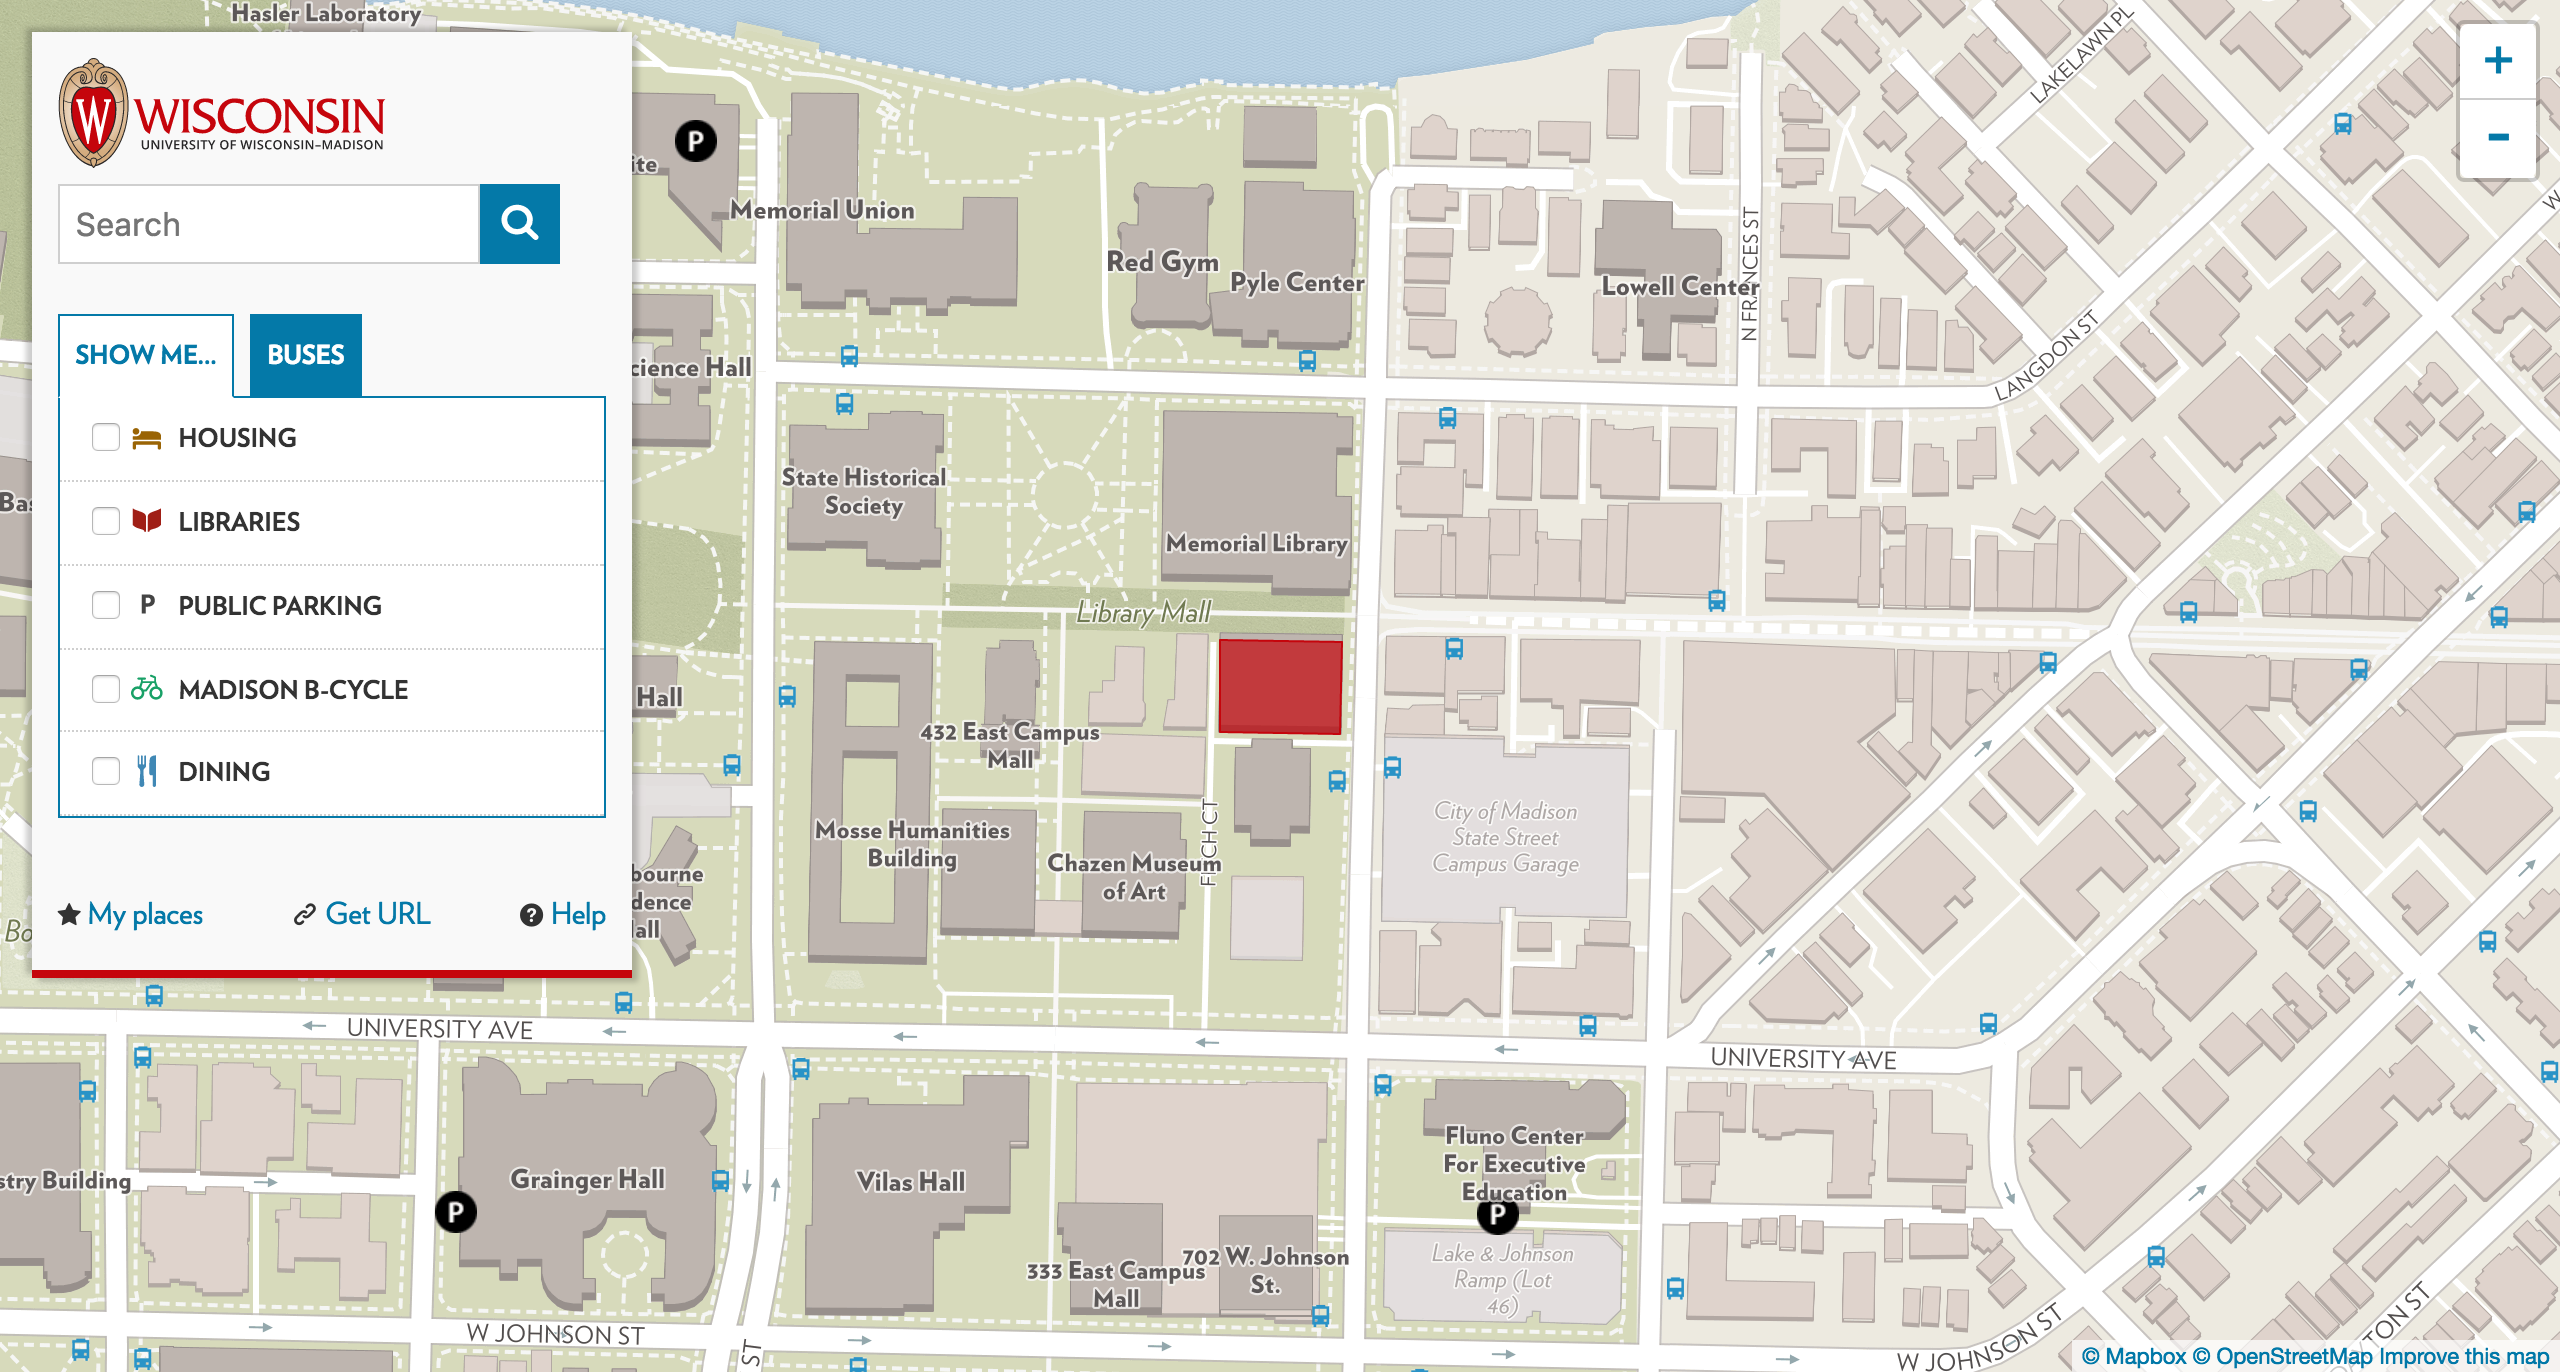 Hasler Laboratory
W
WISCONSIN
UNIVERSITY OF WISCONSIN–MADISON
Search
SHOW ME...
BUSES
HOUSING
LIBRARIES
P PUBLIC PARKING
MADISON B-CYCLE
DINING
My places
Get URL
? Help
+
−
LAKELAWN PL
P
Memorial Union
Red Gym
Pyle Center
Lowell Center
N FRANCES ST
LANGDON ST
cience Hall
State Historical
Society
Memorial Library
Library Mall
Hall
432 East Campus
Mall
Mosse Humanities
Building
Chazen Museum
of Art
FITCH CT
City of Madison
State Street
Campus Garage
bourne
dence
all
UNIVERSITY AVE
UNIVERSITY AVE
stry Building
P
Grainger Hall
Vilas Hall
Fluno Center
For Executive
Education
P
Lake & Johnson
Ramp (Lot
46)
333 East Campus
Mall
702 W. Johnson
St.
W JOHNSON ST
ST
W JOHNSON ST
TON ST
© Mapbox © OpenStreetMap Improve this map